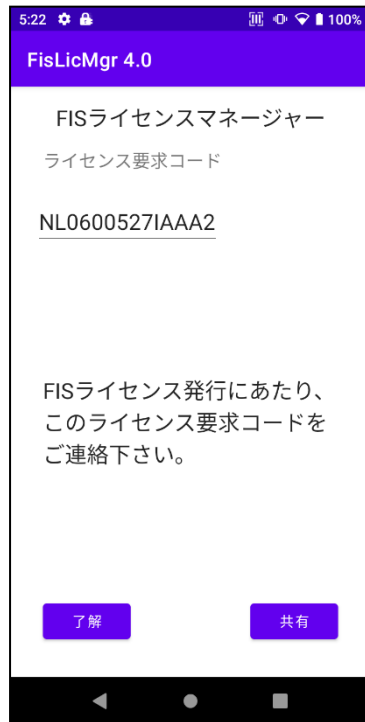 5:22 100%
FisLicMgr 4.0
FISライセンスマネージャー
ライセンス要求コード
NL0600527IAAA2
FISライセンス発行にあたり、
このライセンス要求コードを
ご連絡下さい。
了解 共有